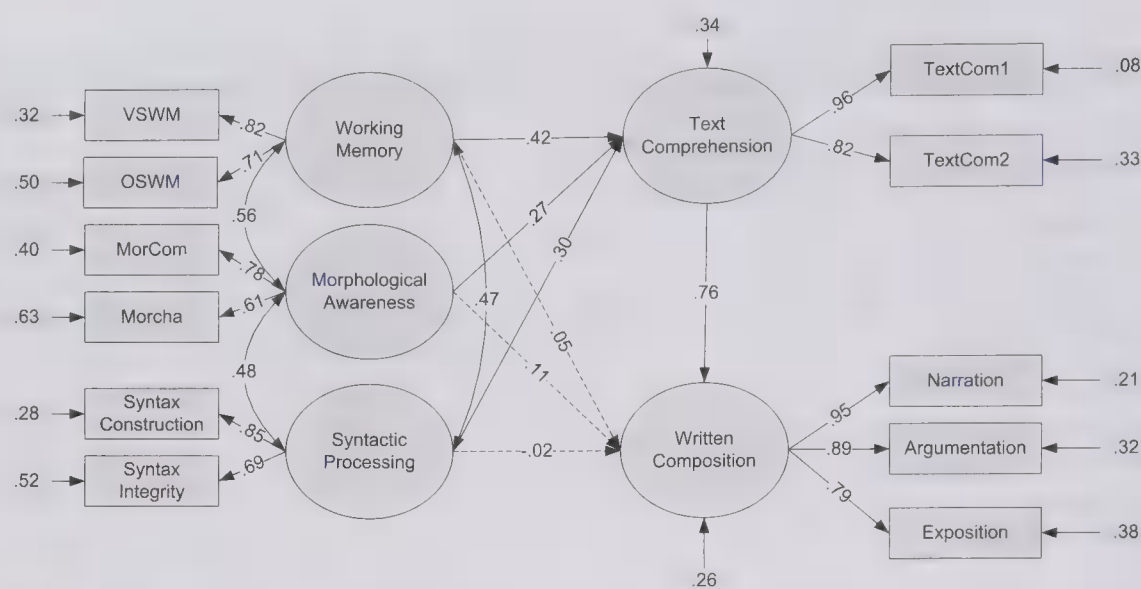 .34
TextCom1
.08
.96
.32
VSWM
.82
Working
Memory
.42
Text
Comprehension
.82
TextCom2
.33
.50
OSWM
.71
.56
.27
.40
MorCom
.78
Morphological
Awareness
.30
.63
Morcha
.61
.47
.76
.05
.48
.11
Narration
.21
.28
Syntax
Construction
.85
.95
Syntactic
Processing
-.02
Written
Composition
.89
Argumentation
.32
.52
Syntax
Integrity
.69
.79
Exposition
.38
.26